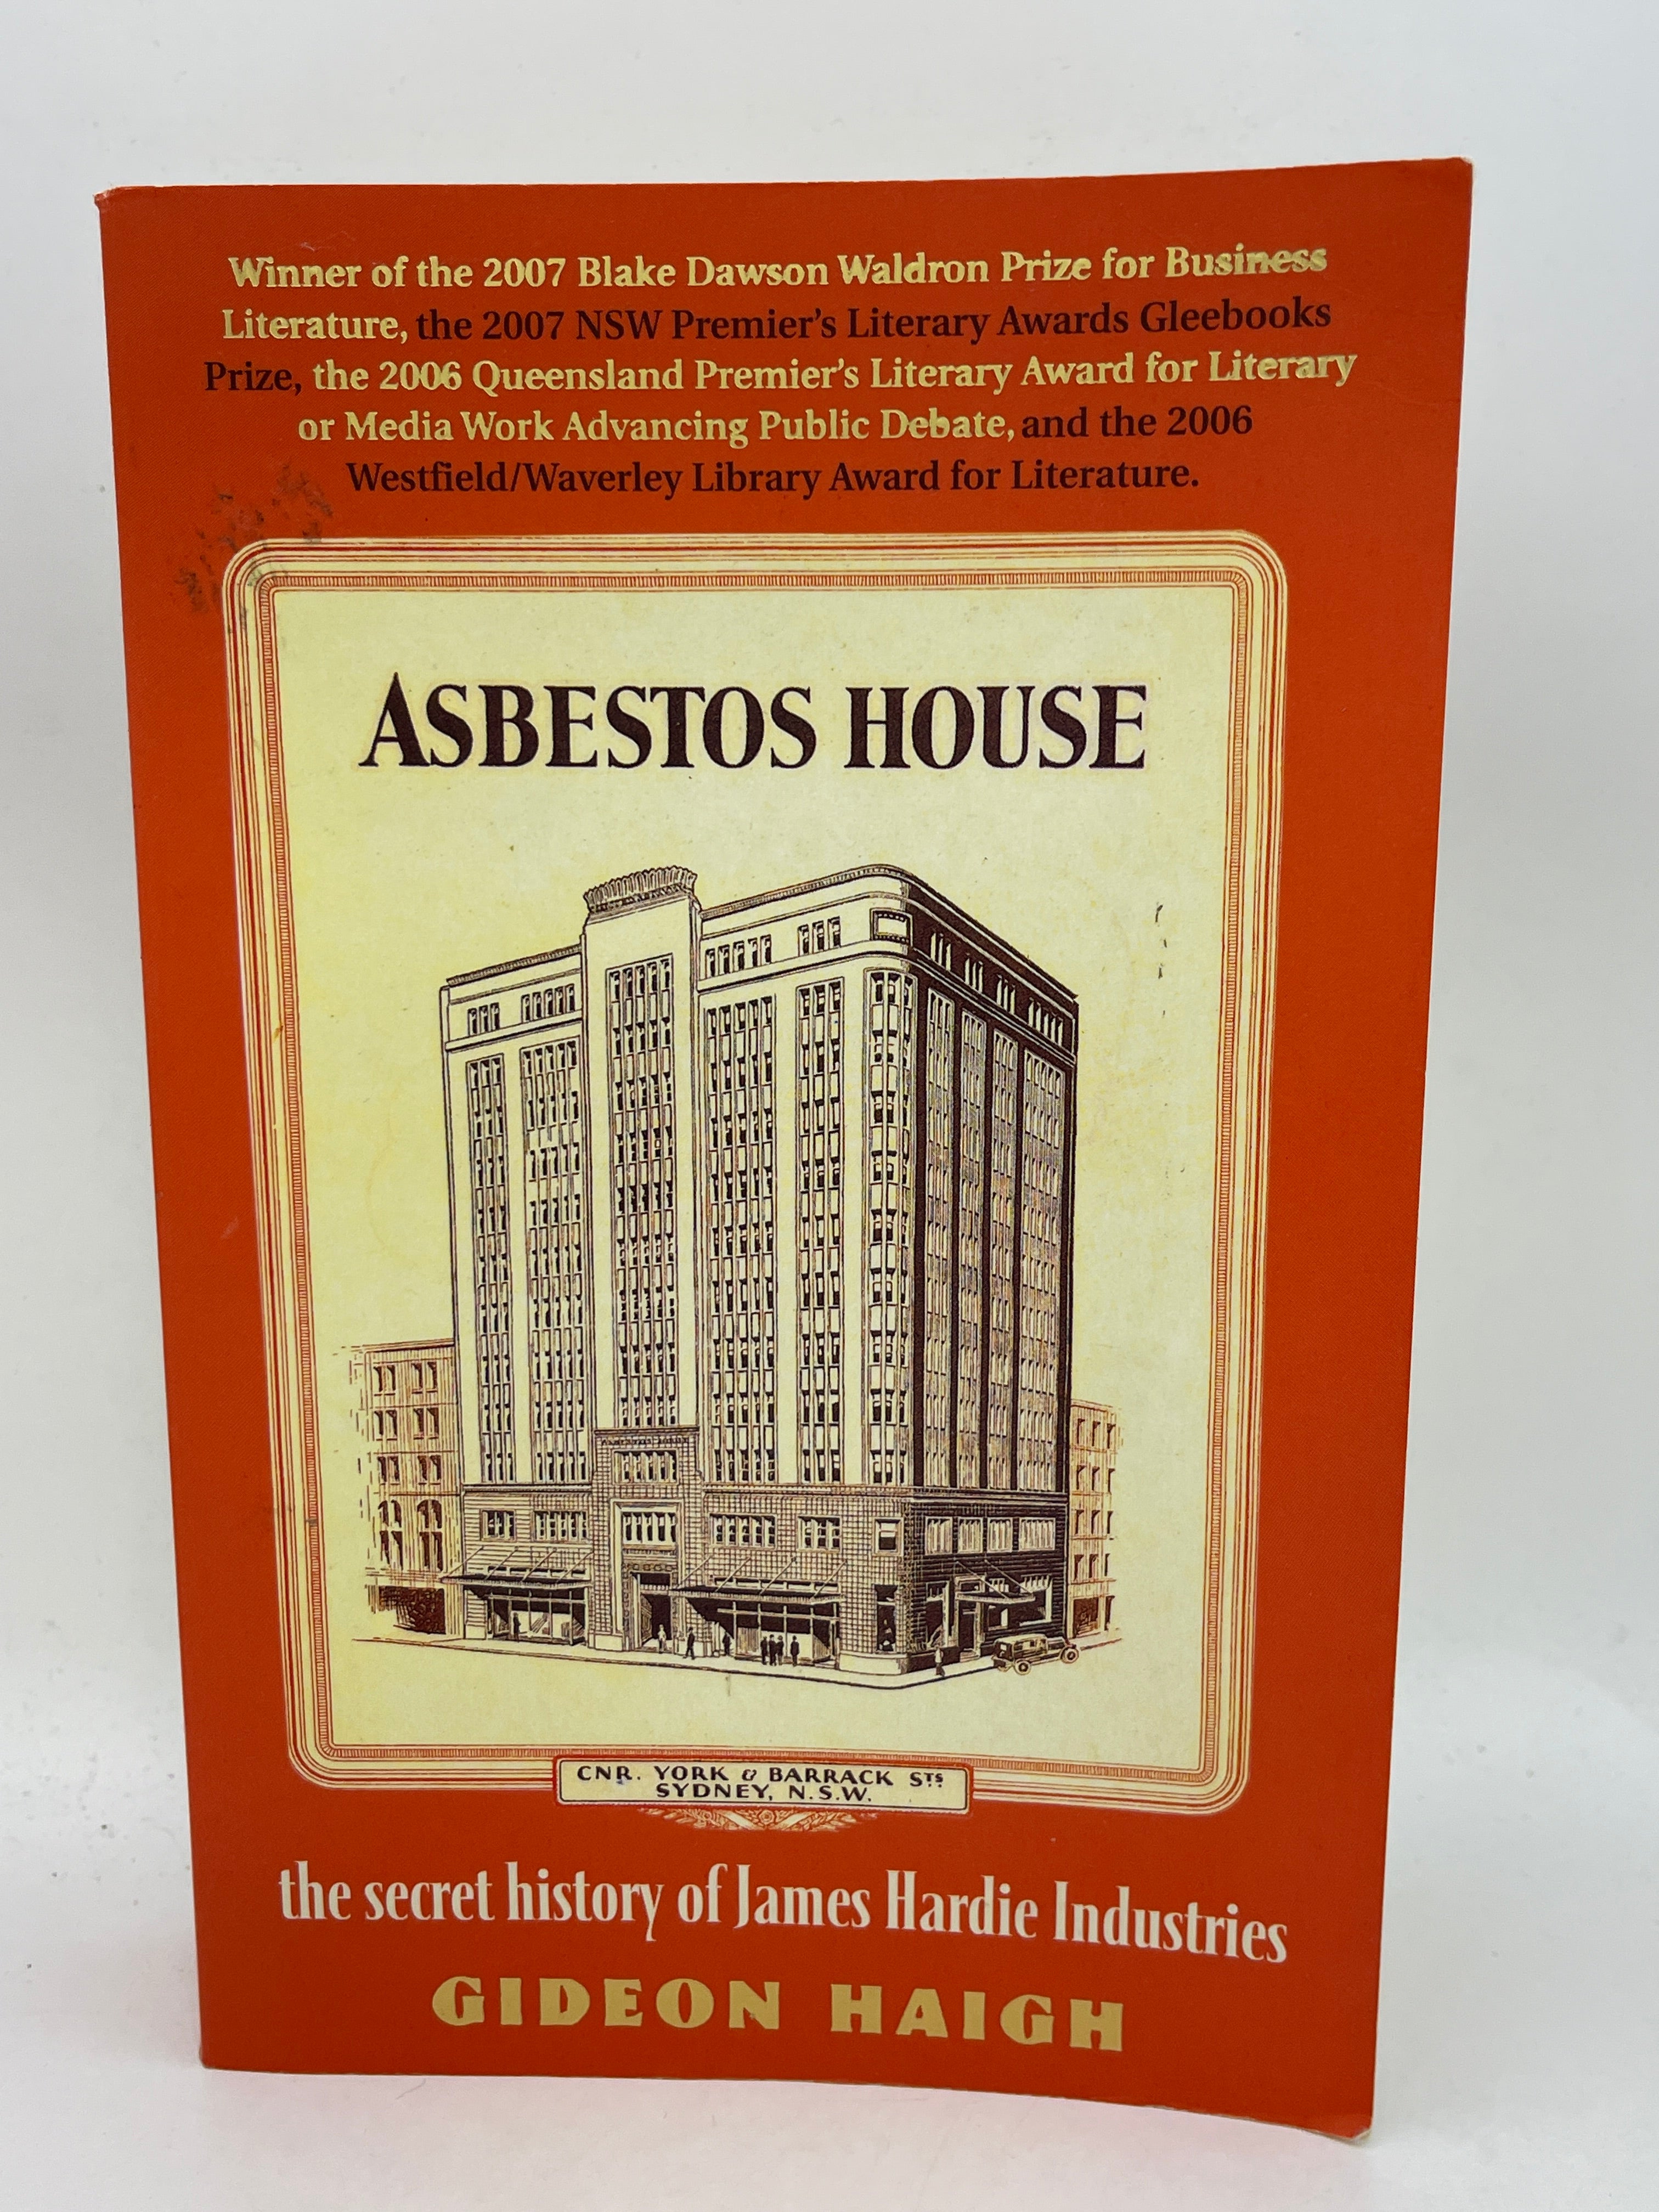 Winner of the 2007 Blake Dawson Waldron Prize for Business
Literature, the 2007 NSW Premier's Literary Awards Gleebooks
Prize, the 2006 Queensland Premier's Literary Award for Literary
or Media Work Advancing Public Debate, and the 2006
Westfield/Waverley Library Award for Literature.
ASBESTOS HOUSE
CNR. YORK & BARRACK STS
SYDNEY, N.S.W.
the secret history of James Hardie Industries
GIDEON HAIGH